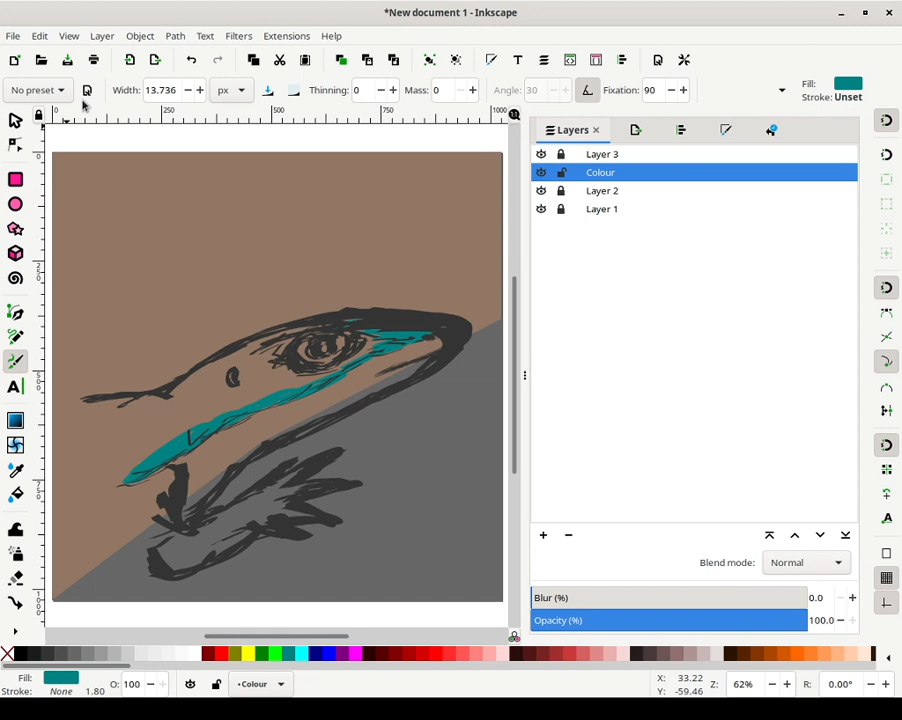 *New document 1 - Inkscape
File Edit View Layer Object Path Text Filters Extensions Help
No preset Width: 13.736 px Thinning: 0 Mass: 0 Angle: 30 Fixation: 90 Fill:
Stroke: Unset
0 250 500 750 1000
Layers
Layer 3
Colour
Layer 2
Layer 1
Blend mode: Normal
Blur (%) 0.0
Opacity (%) 100.0
Fill: O: 100 •Colour X: 33.22 Z: 62% R: 0.00°
Stroke: None 1.80 Y: -59.46